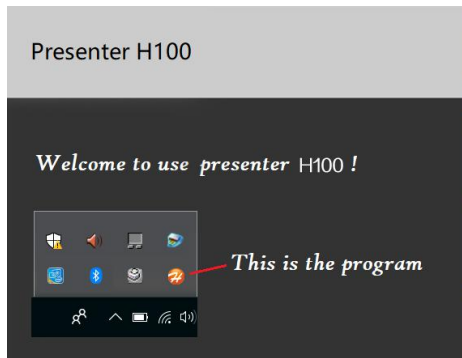 Presenter H100
Welcome to use presenter H100 !
This is the program